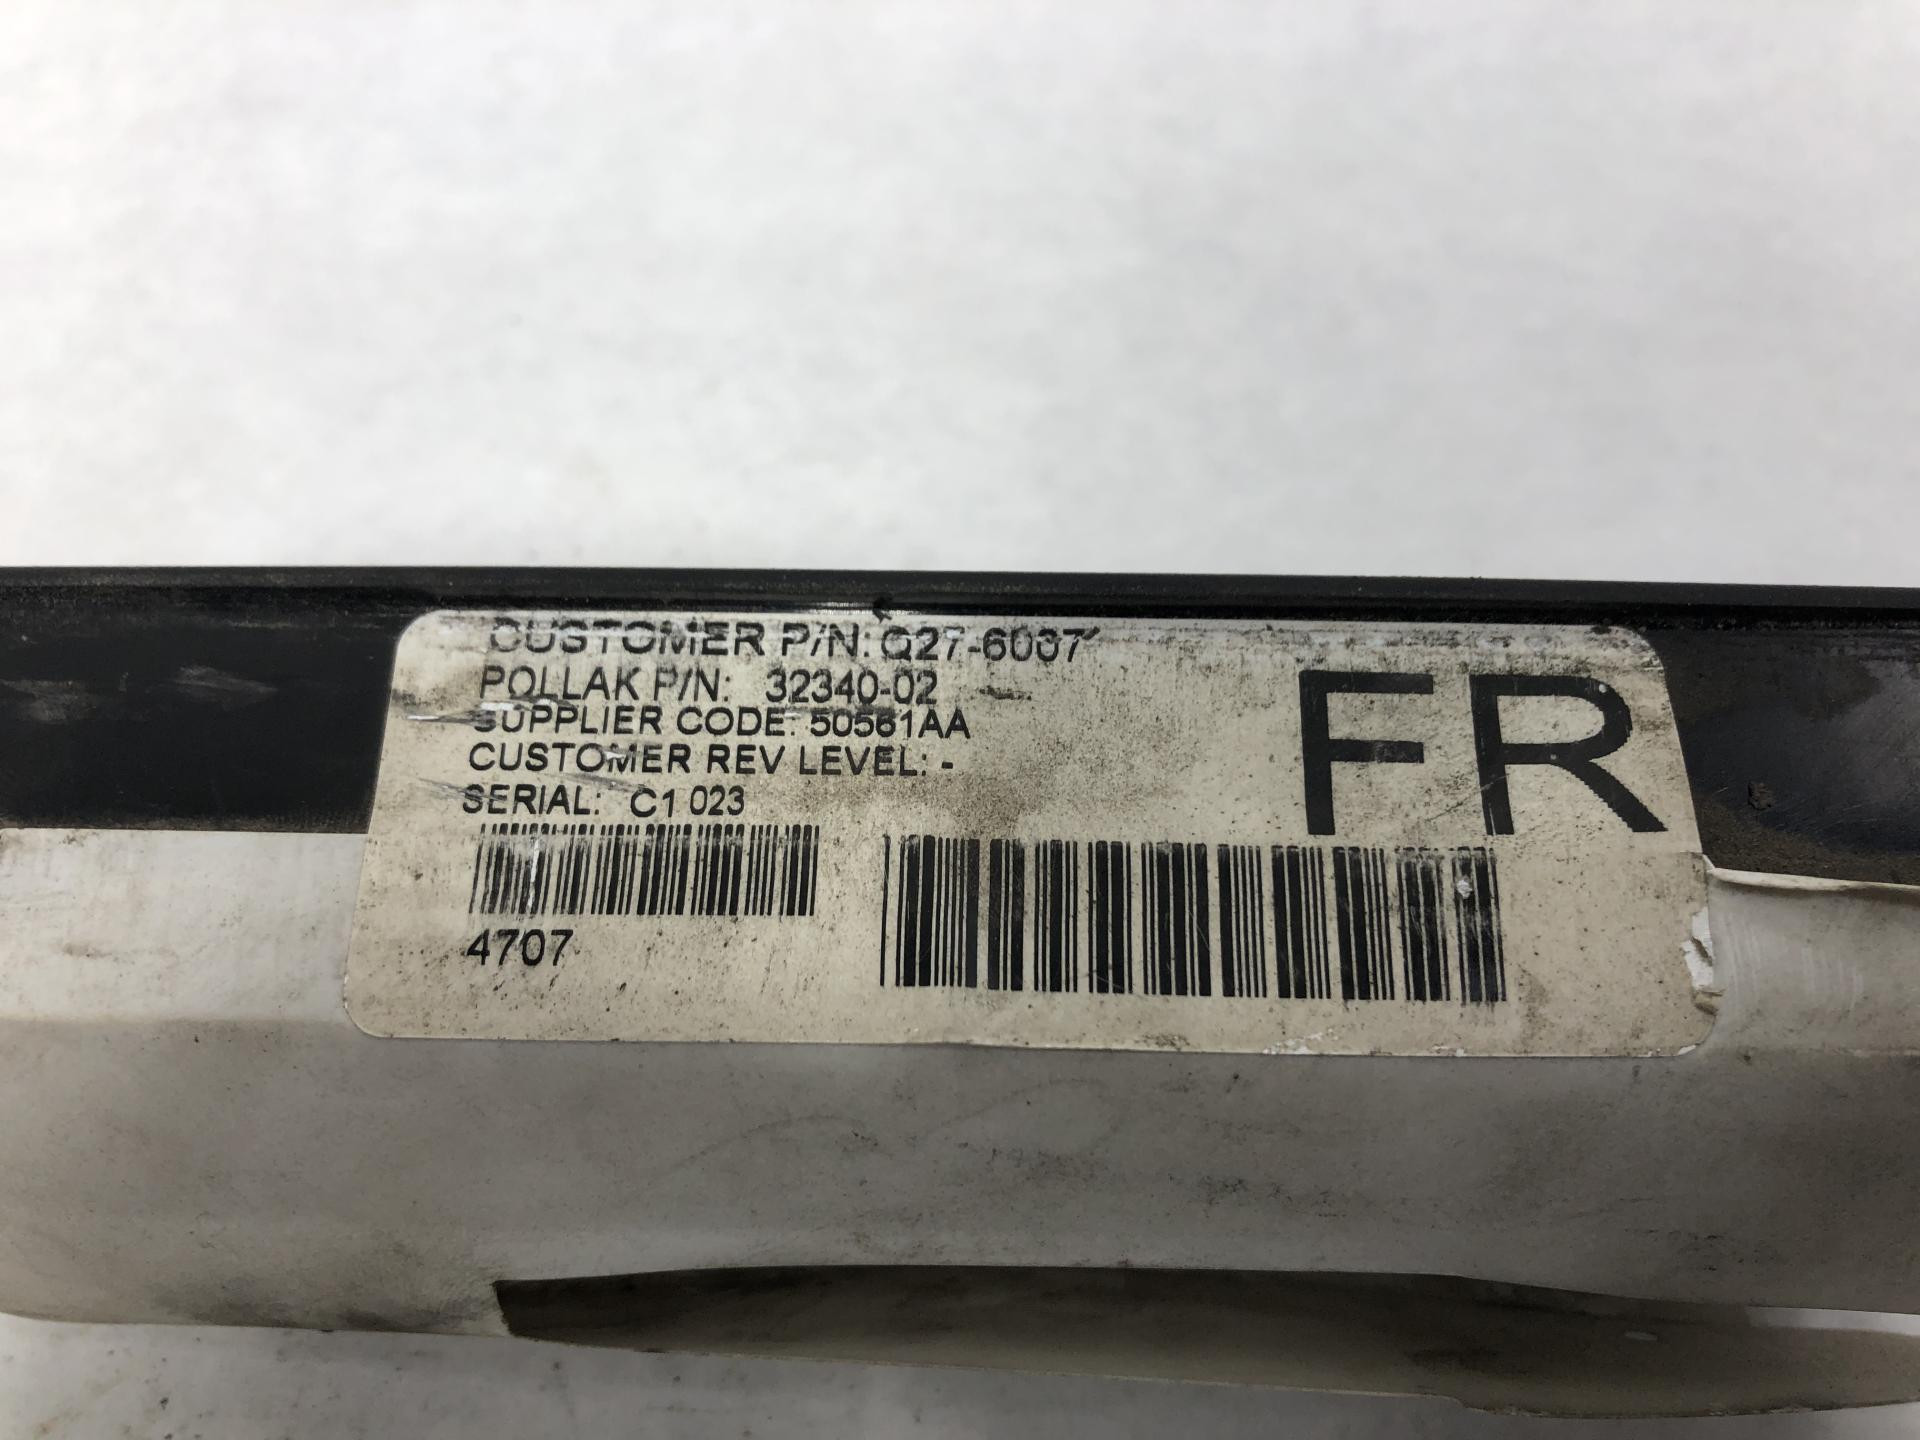 CUSTOMER P/N: Q27-6007
POLLAK P/N: 32340-02
SUPPLIER CODE: 50561AA
CUSTOMER REV LEVEL: -
SERIAL: C1 023
4707
FR